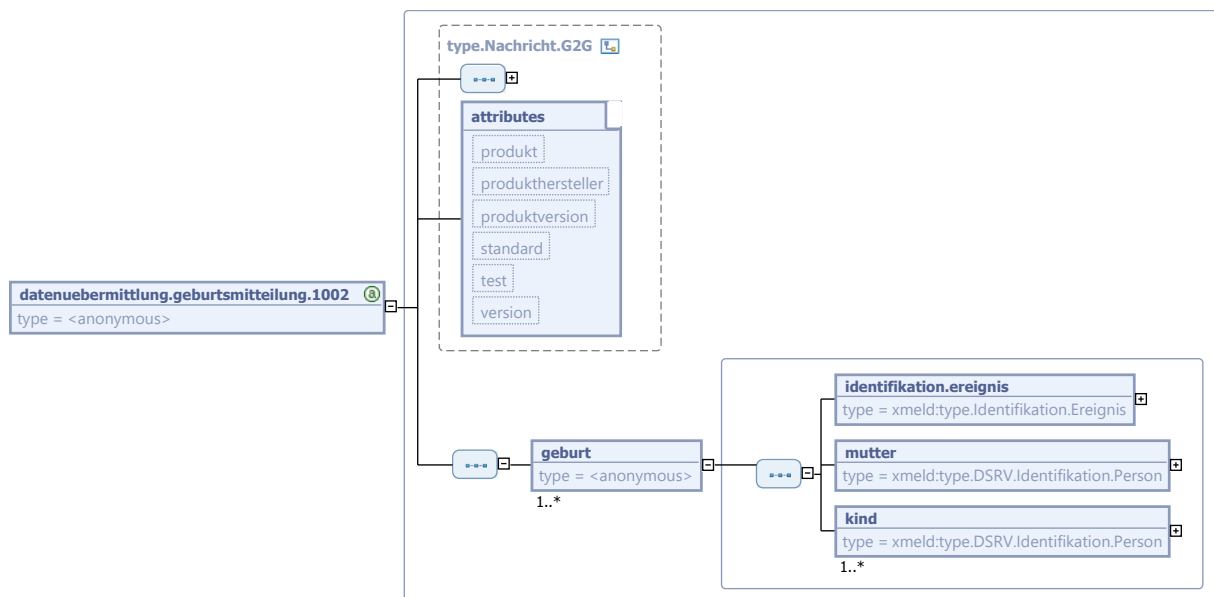 type.Nachricht.G2G
attributes
produkt
produkthersteller
produktversion
standard
test
version
datenuebermittlung.geburtsmitteilung.1002 a
type = <anonymous>
geburt
type = <anonymous>
1..*
identifikation.ereignis
type = xmeld:type.Identifikation.Ereignis
mutter
type = xmeld:type.DSRV.Identifikation.Person
kind
type = xmeld:type.DSRV.Identifikation.Person
1..*